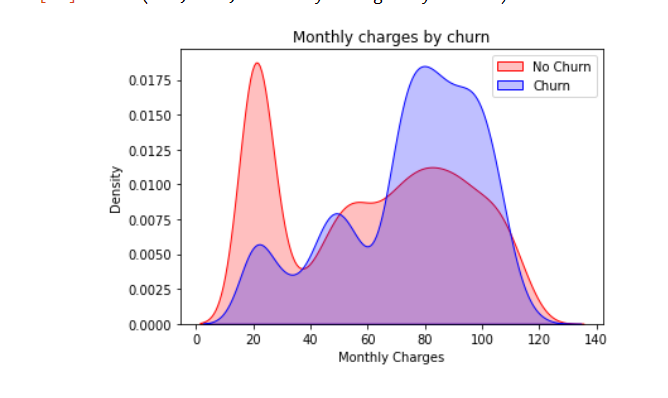 Monthly charges by churn
No Churn
Churn
0.0175
0.0150
0.0125
0.0100
0.0075
0.0050
0.0025
0.0000
Density
0 20 40 60 80 100 120 140
Monthly Charges